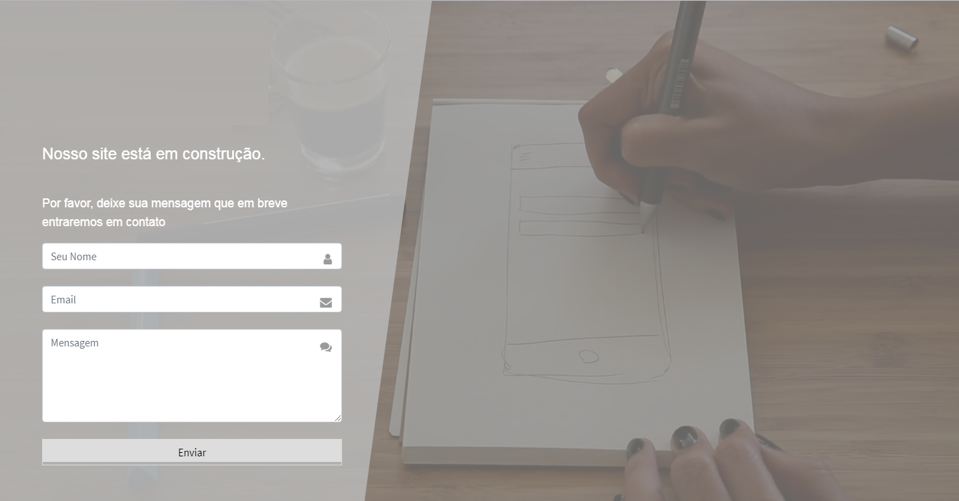 Nosso site está em construção.
Por favor, deixe sua mensagem que em breve
entraremos em contato
Seu Nome
Email
Mensagem
Enviar